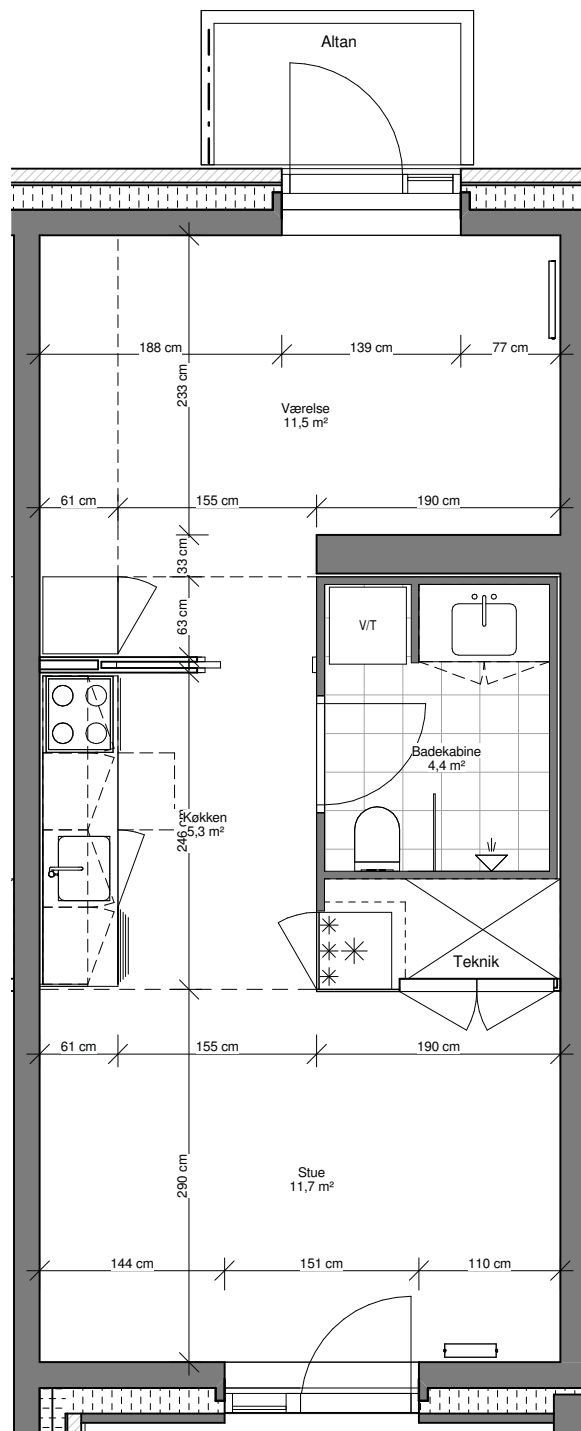 Altan
188 cm
139 cm
77 cm
233 cm
Værelse
11,5 m²
61 cm
155 cm
190 cm
33 cm
63 cm
V/T
Badekabine
4,4 m²
Køkken
5,3 m²
246 cm
Teknik
61 cm
155 cm
190 cm
290 cm
Stue
11,7 m²
144 cm
151 cm
110 cm